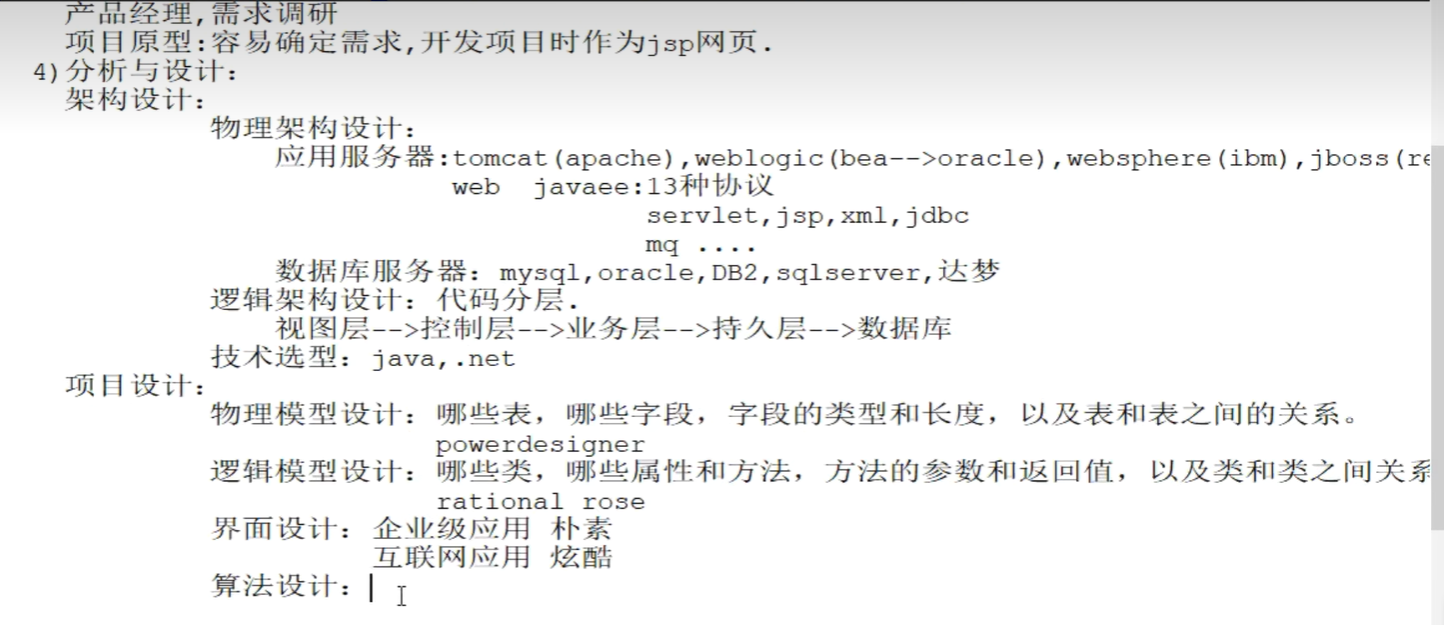 产品经理,需求调研
项目原型:容易确定需求,开发项目时作为jsp网页.
4)分析与设计:
架构设计:
物理架构设计:
应用服务器:tomcat(apache),weblogic(bea-->oracle),websphere(ibm),jboss(re
web  javaee:13种协议
servlet,jsp,xml,jdbc
mq ....
数据库服务器: mysql,oracle,DB2,sqlserver,达梦
逻辑架构设计: 代码分层.
视图层-->控制层-->业务层-->持久层-->数据库
技术选型: java,.net
项目设计:
物理模型设计: 哪些表，哪些字段，字段的类型和长度，以及表和表之间的关系。
powerdesigner
逻辑模型设计: 哪些类，哪些属性和方法，方法的参数和返回值，以及类和类之间关系
rational rose
界面设计: 企业级应用 朴素
互联网应用 炫酷
算法设计: